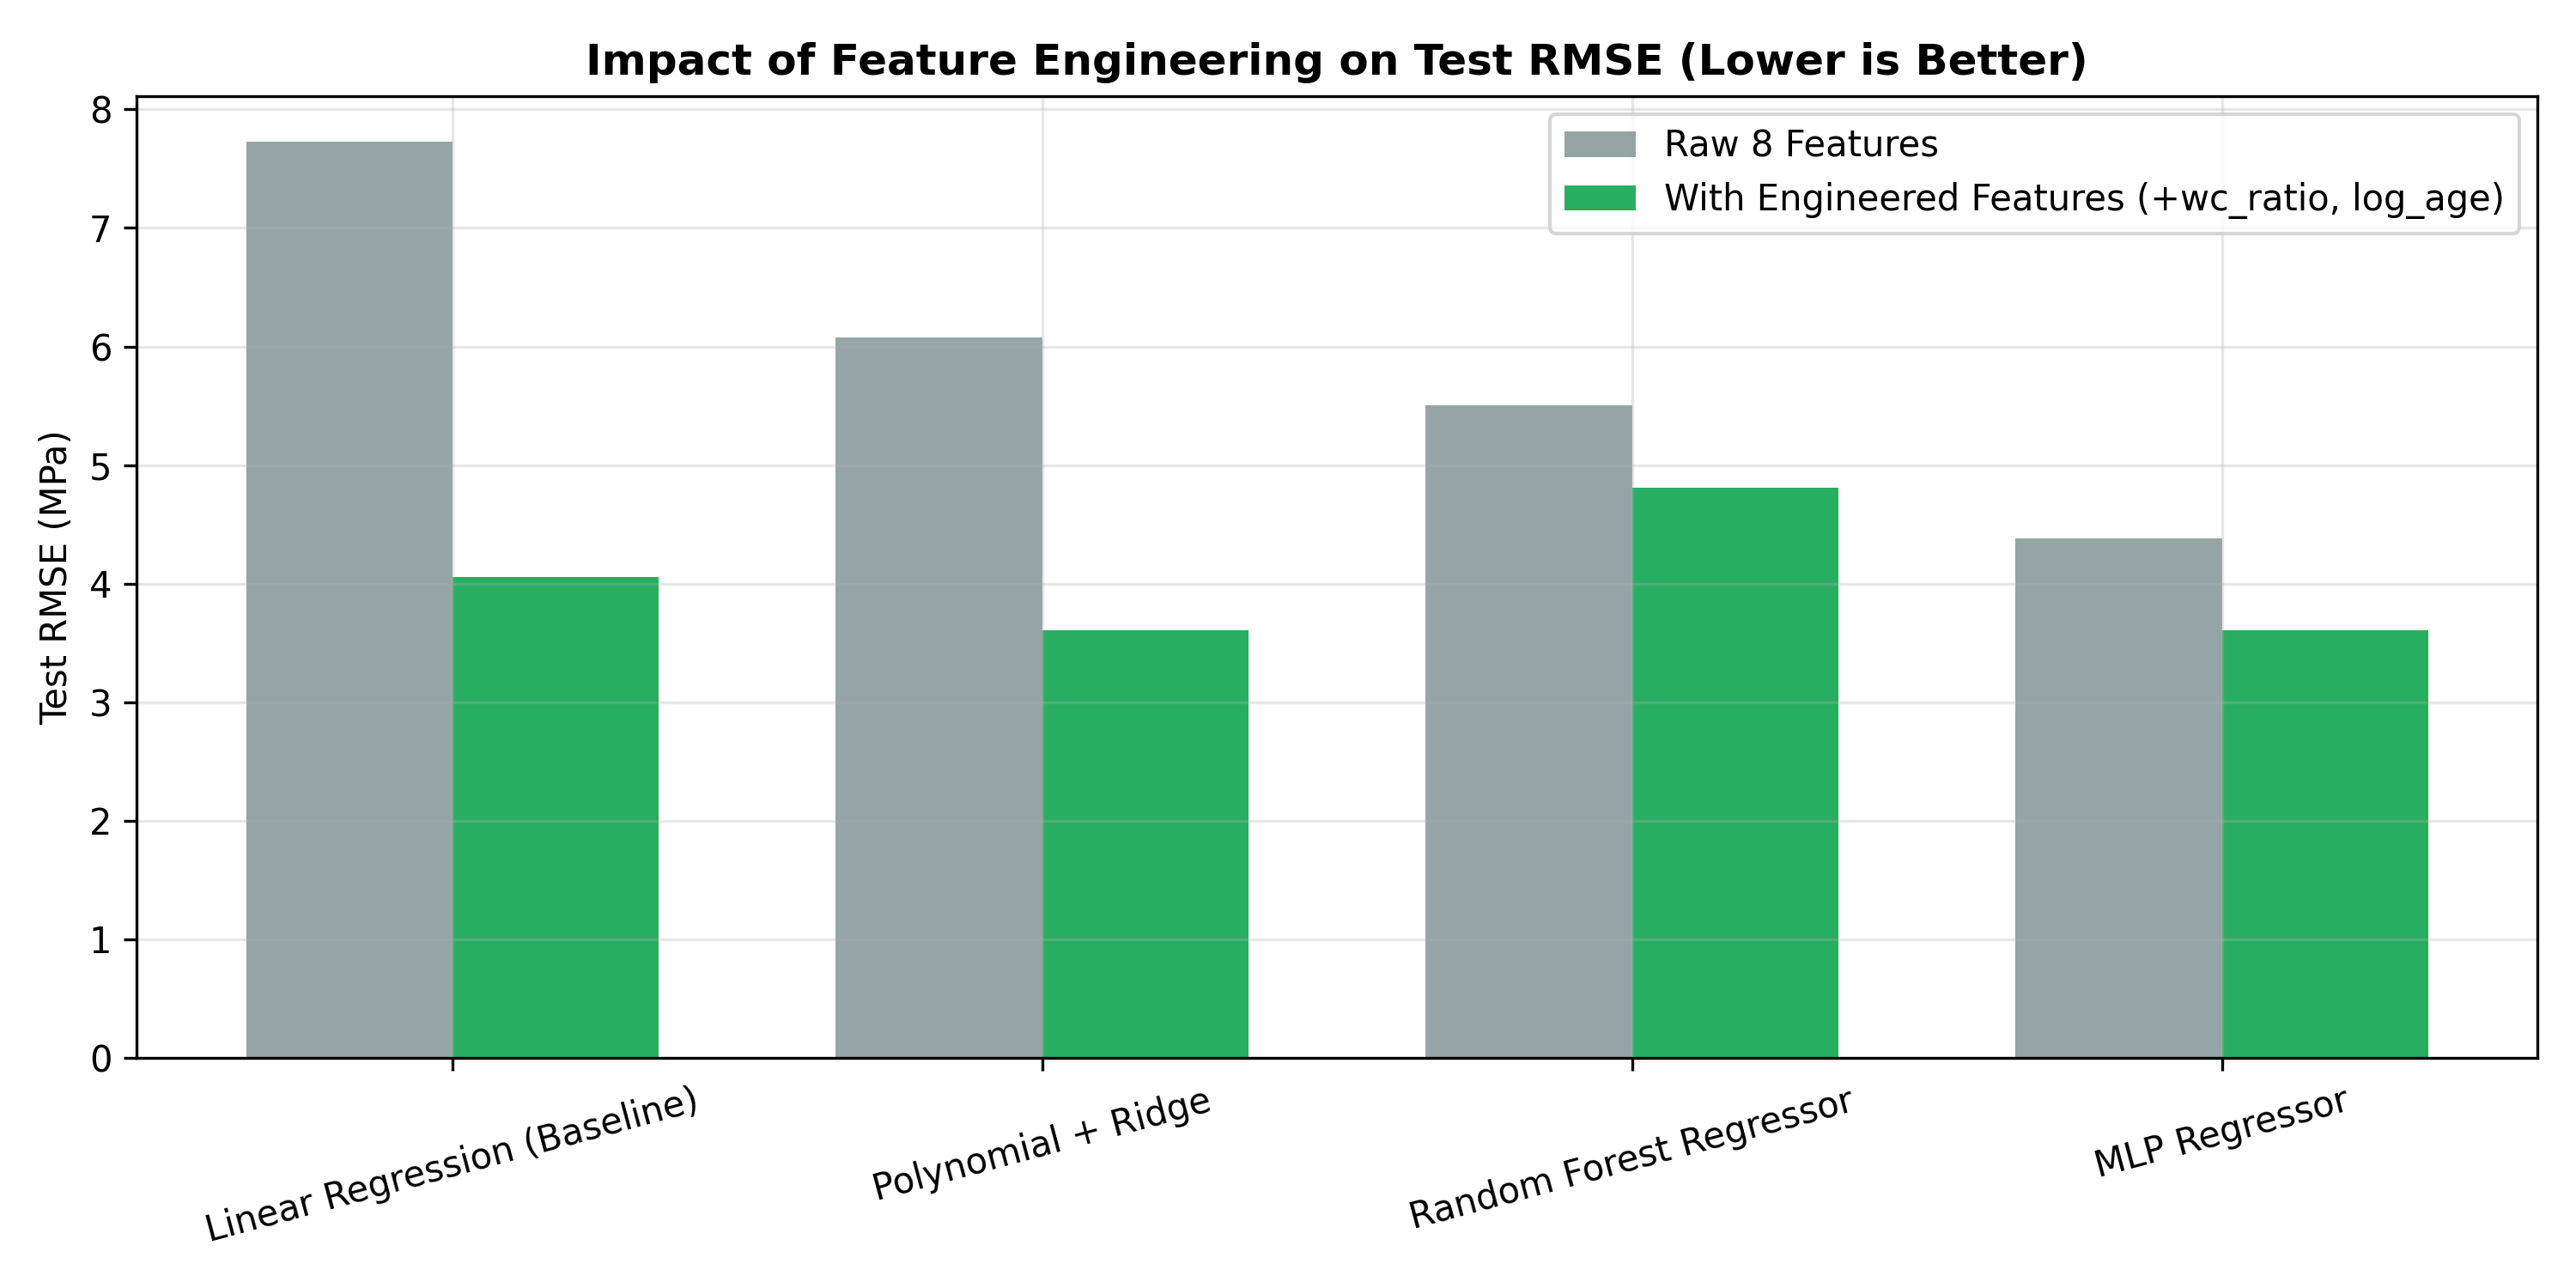 Impact of Feature Engineering on Test RMSE (Lower is Better)
Raw 8 Features
With Engineered Features (+wc_ratio, log_age)
Test RMSE (MPa)
8
7
6
5
4
3
2
1
0
Linear Regression (Baseline)
Polynomial + Ridge
Random Forest Regressor
MLP Regressor